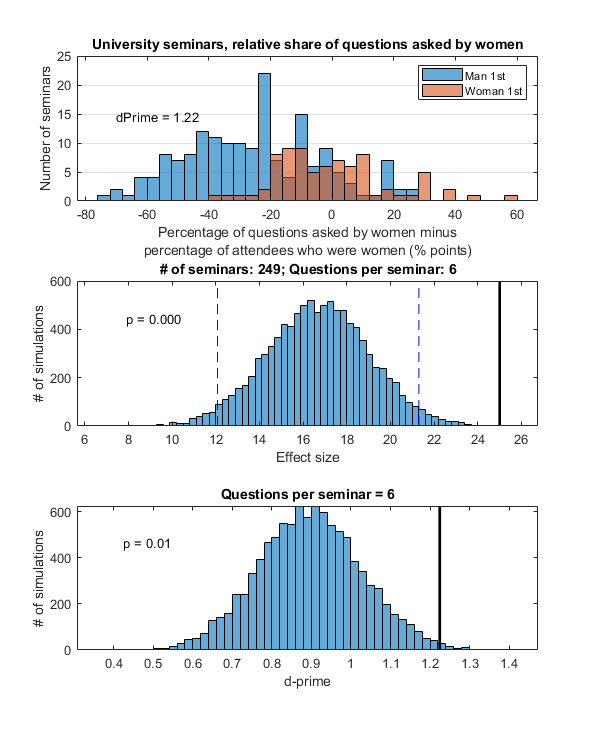 University seminars, relative share of questions asked by women
25
20
15
10
5
0
Number of seminars
dPrime = 1.22
Man 1st
Woman 1st
-80 -60 -40 -20 0 20 40 60
Percentage of questions asked by women minus
percentage of attendees who were women (% points)
# of seminars: 249; Questions per seminar: 6
600
400
200
0
# of simulations
p = 0.000
6 8 10 12 14 16 18 20 22 24 26
Effect size
Questions per seminar = 6
600
400
200
0
# of simulations
p = 0.01
0.4 0.5 0.6 0.7 0.8 0.9 1 1.1 1.2 1.3 1.4
d-prime